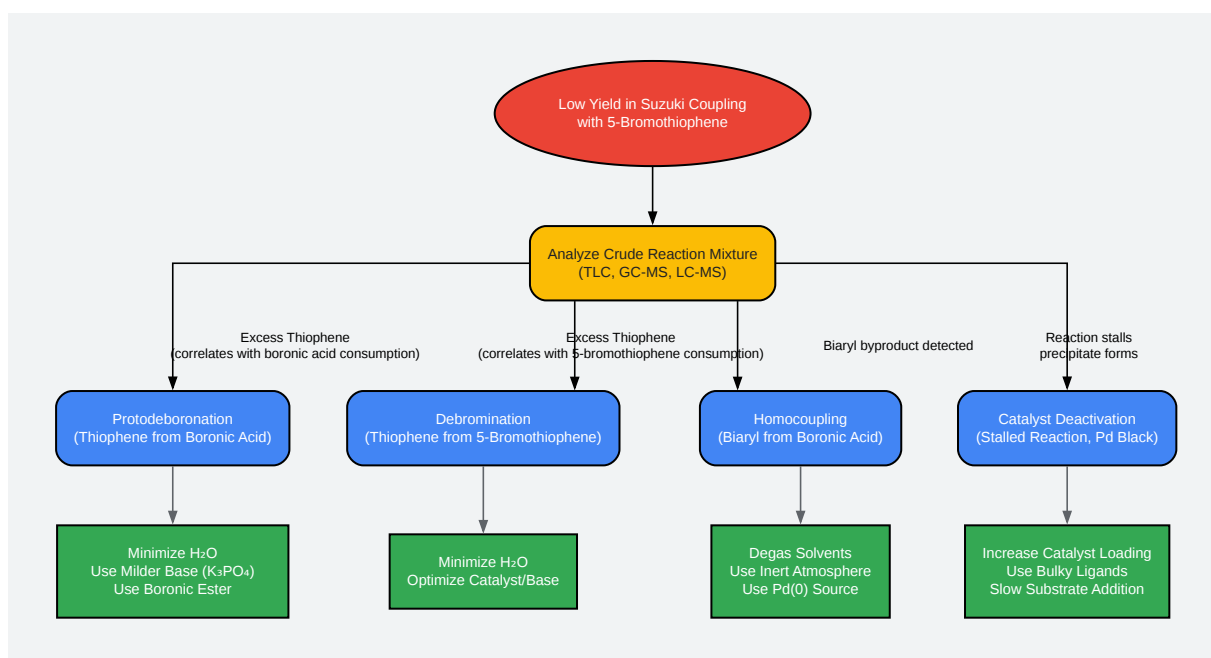 Low Yield in Suzuki Coupling
with 5-Bromothiophene
Analyze Crude Reaction Mixture
(TLC, GC-MS, LC-MS)
Excess Thiophene
(correlates with boronic acid consumption)
Excess Thiophene
(correlates with 5-bromothiophene consumption)
Biaryl byproduct detected
Reaction stalls
precipitate forms
Protodeboronation
(Thiophene from Boronic Acid)
Debromination
(Thiophene from 5-Bromothiophene)
Homocoupling
(Biaryl from Boronic Acid)
Catalyst Deactivation
(Stalled Reaction, Pd Black)
Minimize H₂O
Use Milder Base (K₃PO₄)
Use Boronic Ester
Minimize H₂O
Optimize Catalyst/Base
Degas Solvents
Use Inert Atmosphere
Use Pd(0) Source
Increase Catalyst Loading
Use Bulky Ligands
Slow Substrate Addition